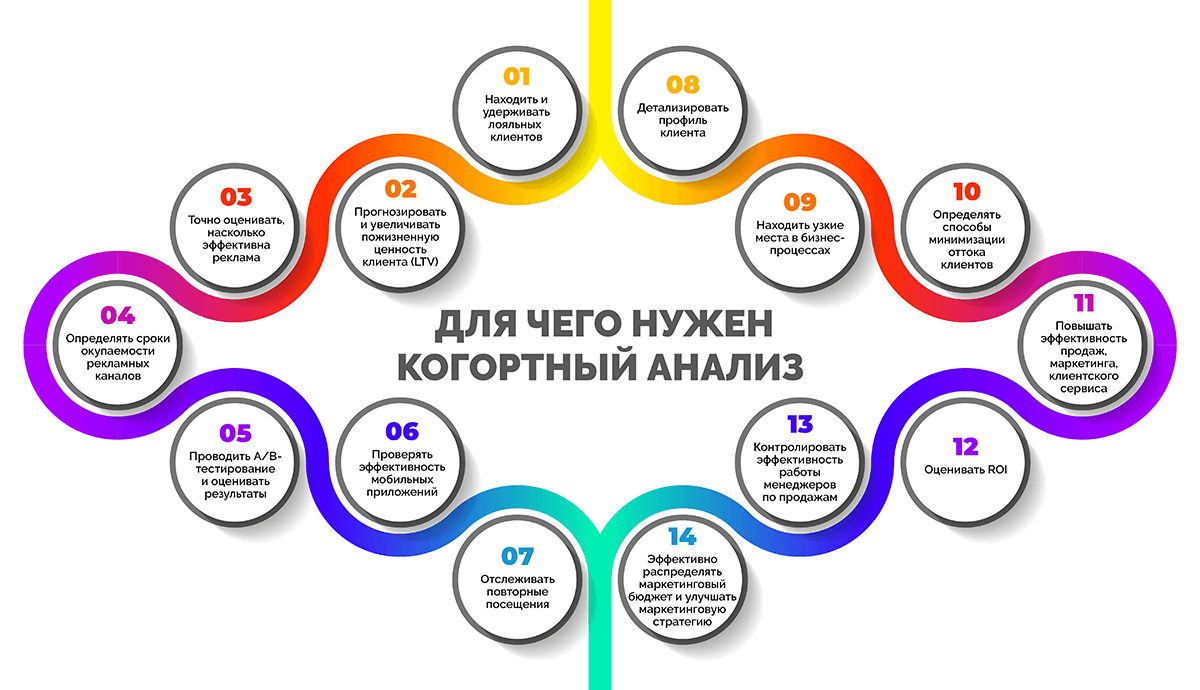 ДЛЯ ЧЕГО НУЖЕН
КОГОРТНЫЙ АНАЛИЗ
01
Находить и
удерживать
лояльных
клиентов
02
Прогнозировать
и увеличивать
пожизненную
ценность
клиента (LTV)
03
Точно оценивать,
насколько
эффективна
реклама
04
Определять сроки
окупаемости
рекламных
каналов
05
Проводить А/В-
тестирование
и оценивать
результаты
06
Проверять
эффективность
мобильных
приложений
07
Отслеживать
повторные
посещения
08
Детализировать
профиль
клиента
09
Находить узкие
места в бизнес-
процессах
10
Определять
способы
минимизации
оттока
клиентов
11
Повышать
эффективность
продаж,
маркетинга,
клиентского
сервиса
12
Оценивать ROI
13
Контролировать
эффективность
работы
менеджеров
по продажам
14
Эффективно
распределять
маркетинговый
бюджет и улучшать
маркетинговую
стратегию